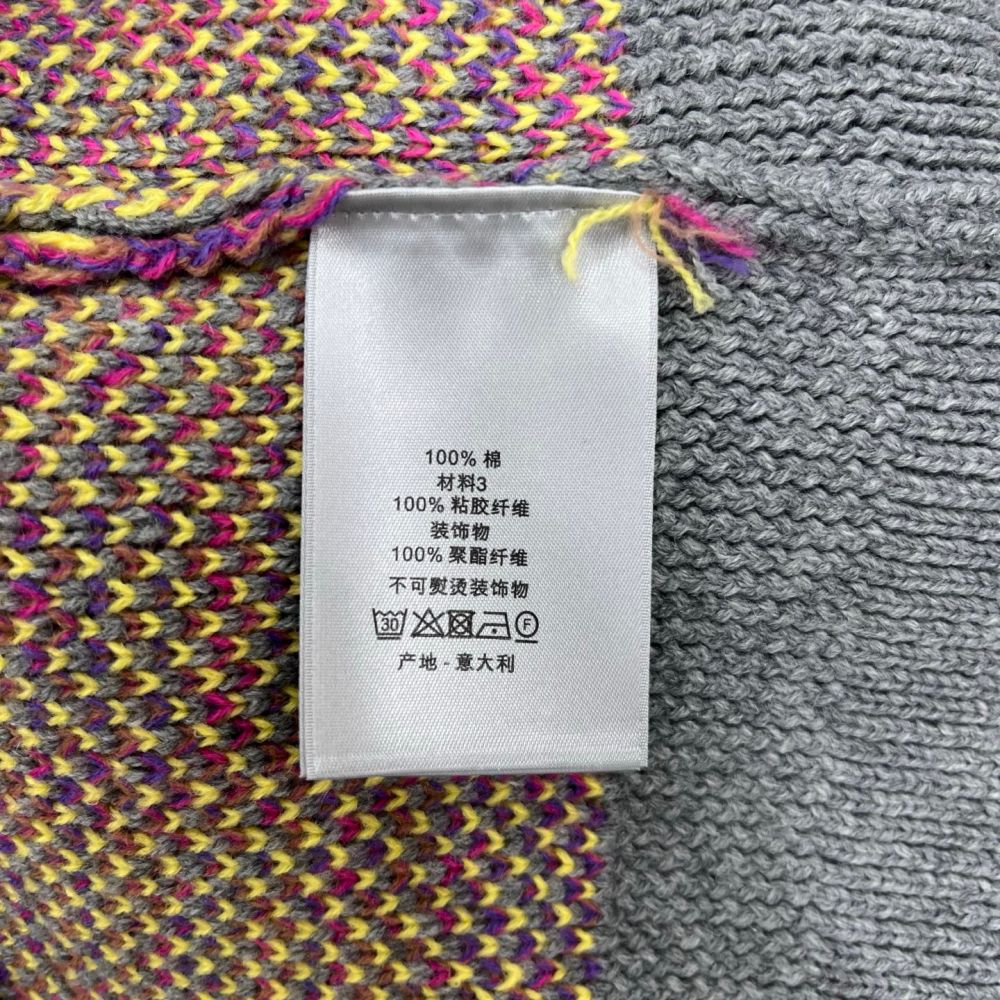 100% 棉
材料3
100% 粘胶纤维
装饰物
100% 聚酯纤维
不可熨烫装饰物
30 F
产地 - 意大利